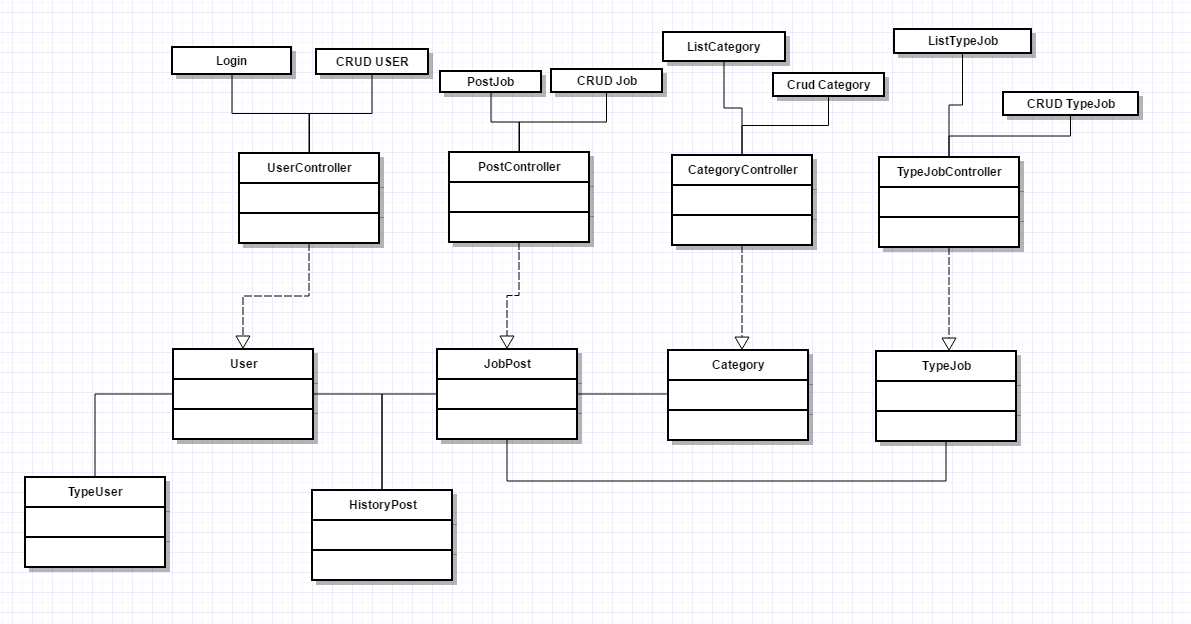 Login
CRUD USER
PostJob
CRUD Job
ListCategory
Crud Category
ListTypeJob
CRUD TypeJob
UserController
PostController
CategoryController
TypeJobController
User
JobPost
Category
TypeJob
TypeUser
HistoryPost